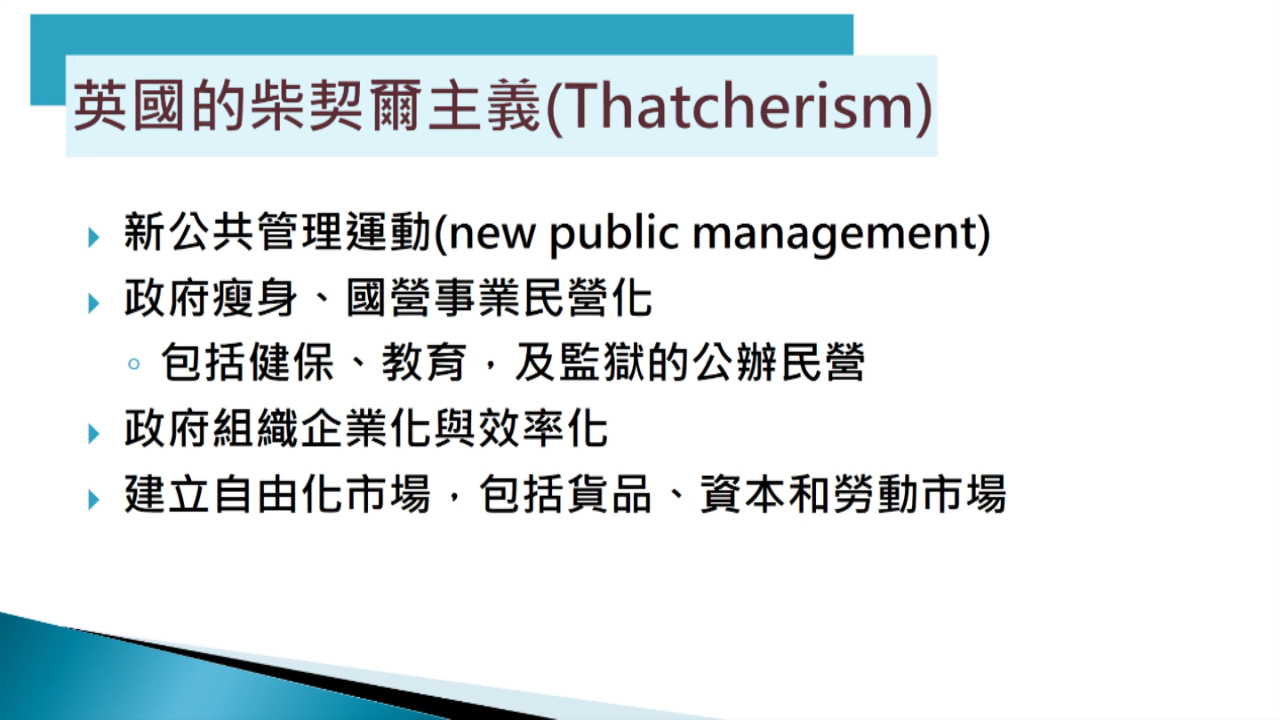 英國的柴契爾主義(Thatcherism)
新公共管理運動(new public management)
政府瘦身、國營事業民營化
包括健保、教育，及監獄的公辦民營
政府組織企業化與效率化
建立自由化市場，包括貨品、資本和勞動市場